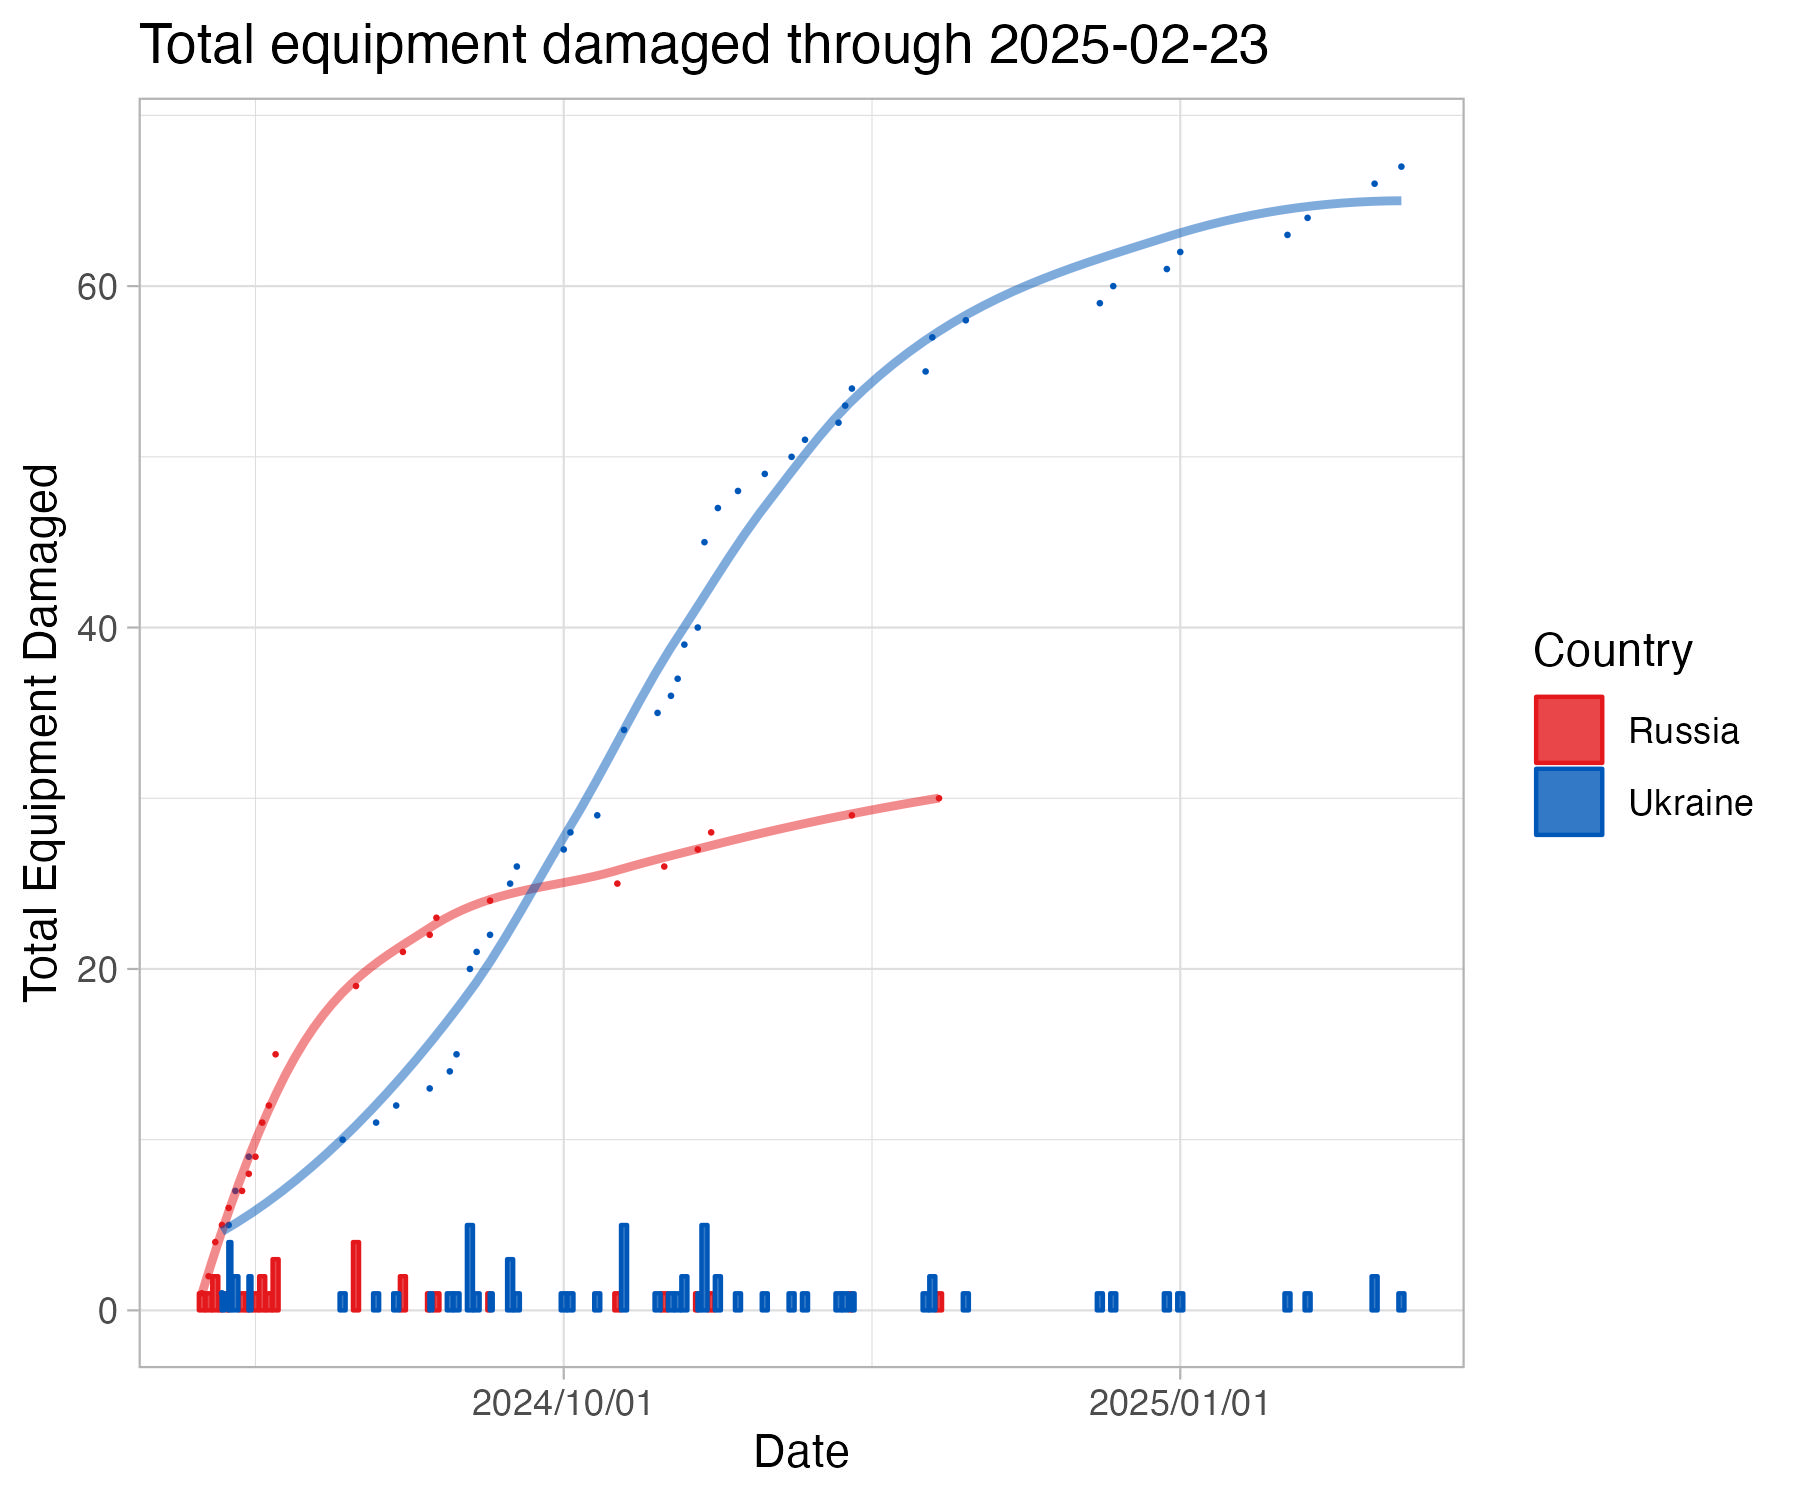 Total equipment damaged through 2025-02-23
Total Equipment Damaged
60
40
20
0
2024/10/01
2025/01/01
Date
Country
Russia
Ukraine